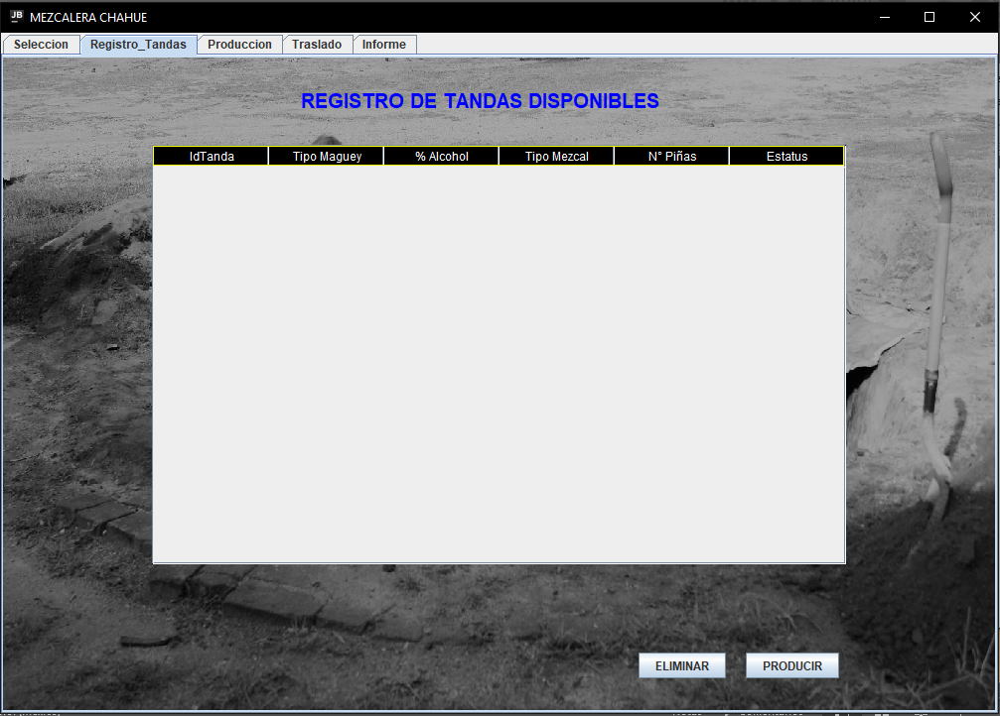 JB MEZCALERA CHAHUE
Seleccion Registro_Tandas Produccion Traslado Informe
REGISTRO DE TANDAS DISPONIBLES
IdTanda Tipo Maguey % Alcohol Tipo Mezcal N° Piñas Estatus
ELIMINAR PRODUCIR